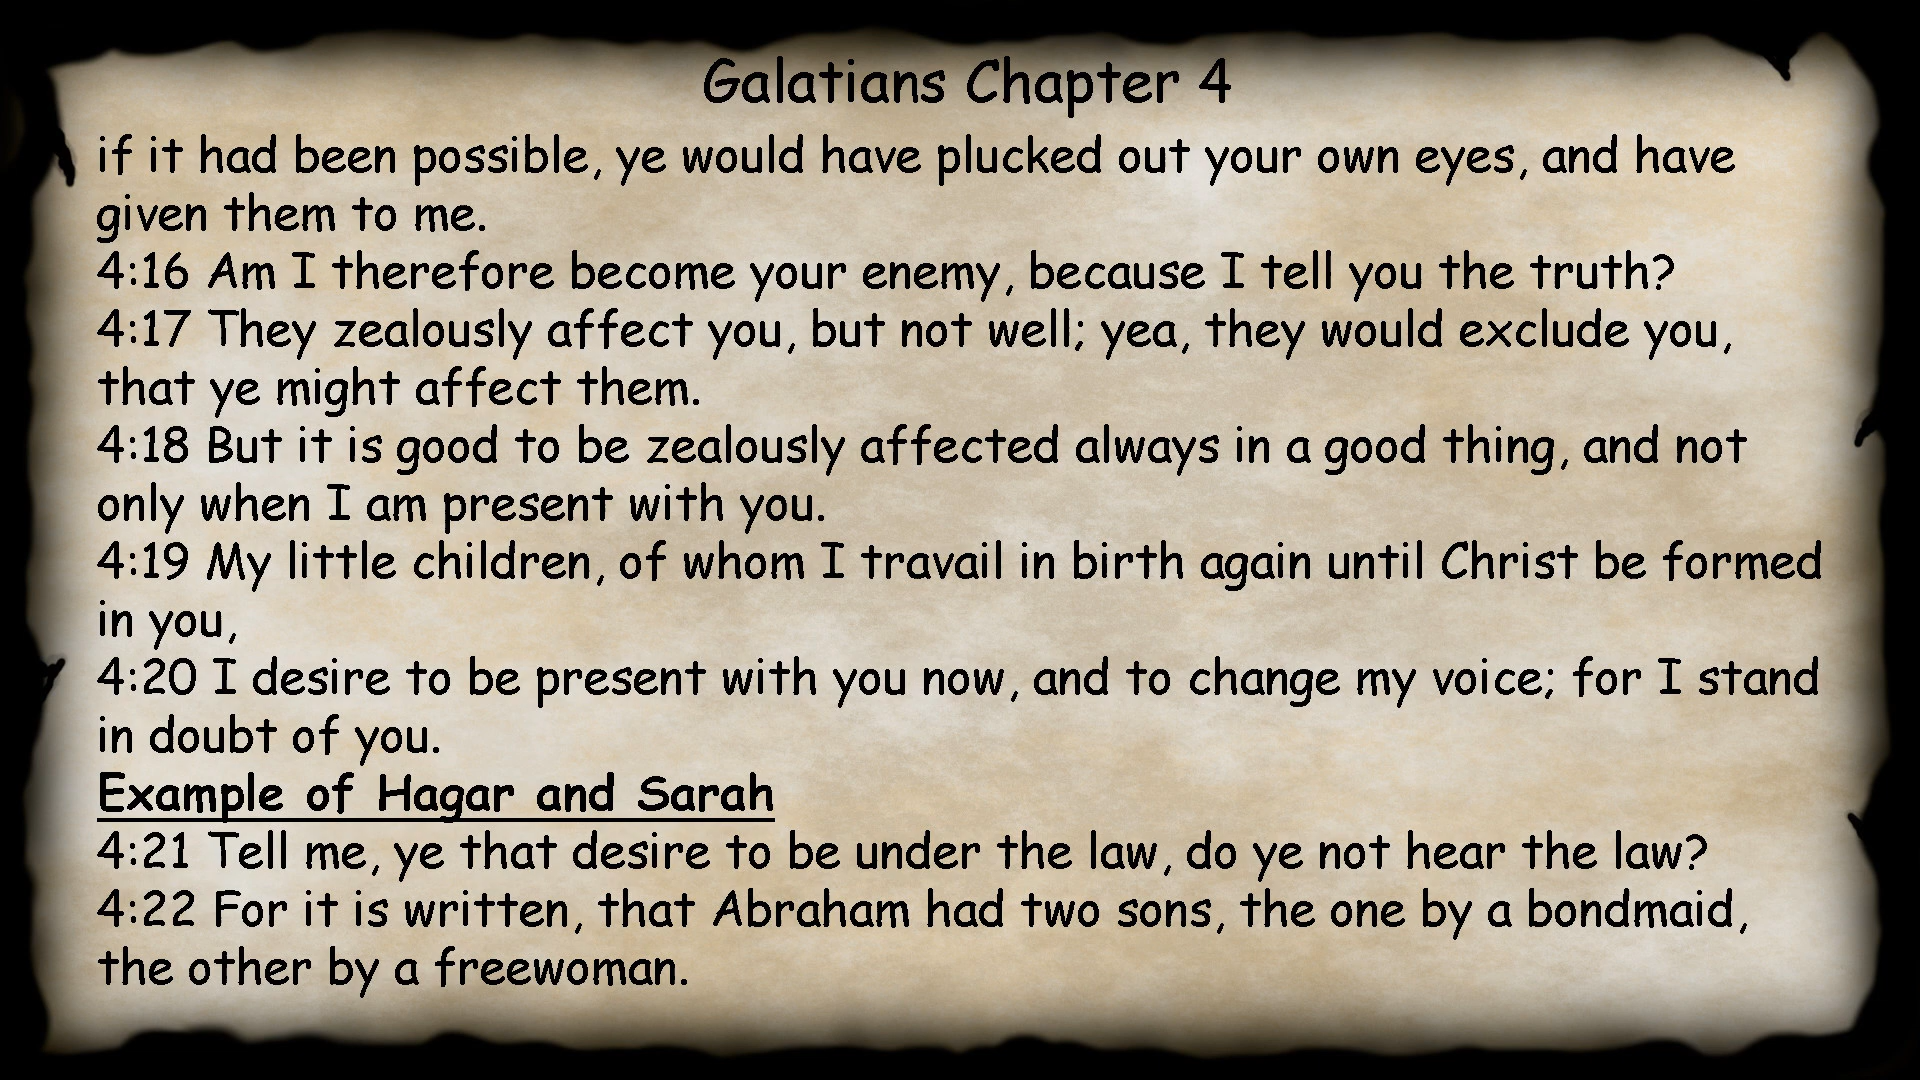 Galatians Chapter 4
if it had been possible, ye would have plucked out your own eyes, and have
given them to me.
4:16 Am I therefore become your enemy, because I tell you the truth?
4:17 They zealously affect you, but not well; yea, they would exclude you,
that ye might affect them.
4:18 But it is good to be zealously affected always in a good thing, and not
only when I am present with you.
4:19 My little children, of whom I travail in birth again until Christ be formed
in you,
4:20 I desire to be present with you now, and to change my voice; for I stand
in doubt of you.
Example of Hagar and Sarah
4:21 Tell me, ye that desire to be under the law, do ye not hear the law?
4:22 For it is written, that Abraham had two sons, the one by a bondmaid,
the other by a freewoman.